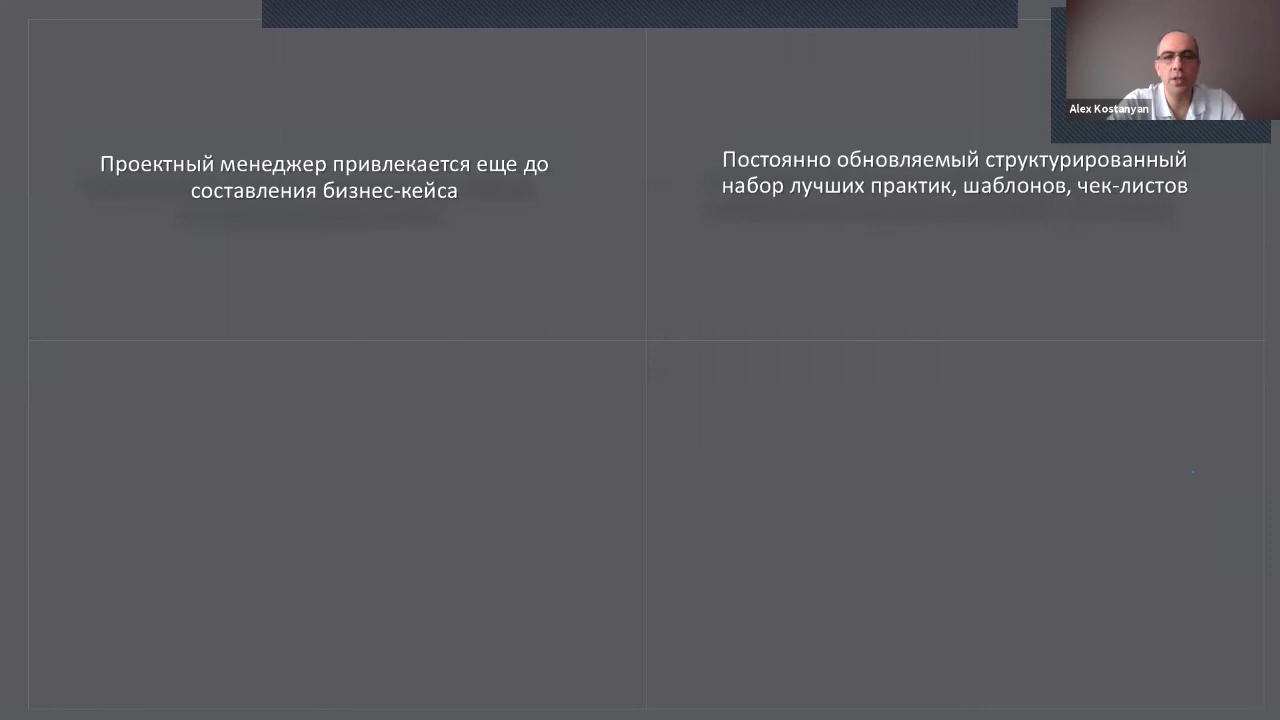 Проектный менеджер привлекается еще до
составления бизнес-кейса
Постоянно обновляемый структурированный
набор лучших практик, шаблонов, чек-листов
Alex Kostanyan